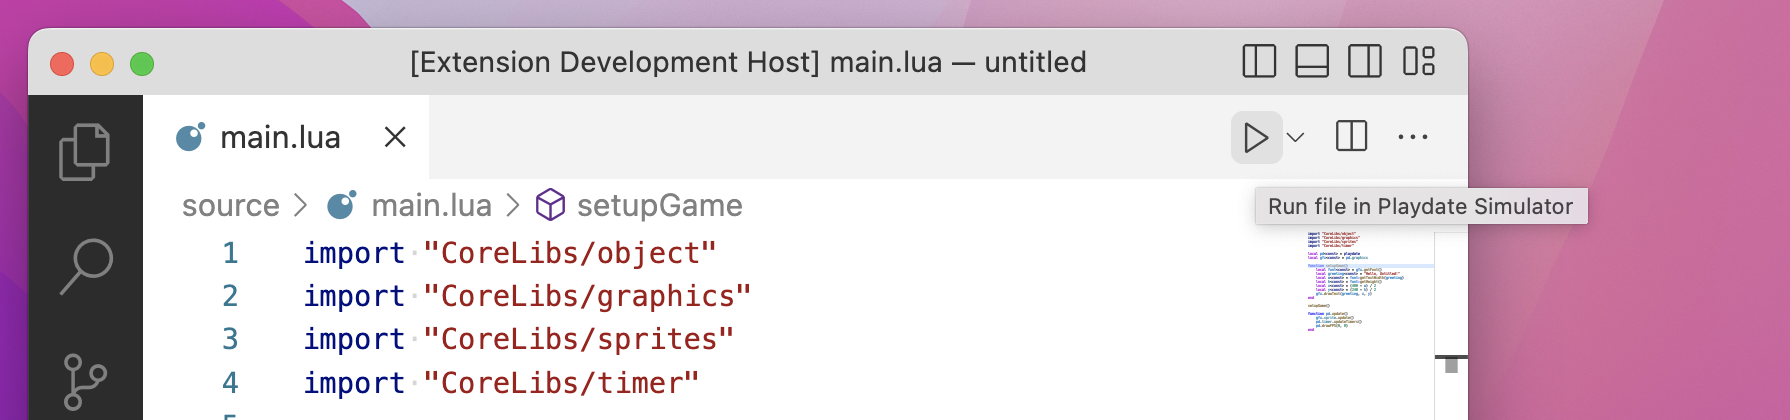 [Extension Development Host] main.lua — untitled
main.lua
source > main.lua > setupGame
Run file in Playdate Simulator
1 import "CoreLibs/object"
2 import "CoreLibs/graphics"
3 import "CoreLibs/sprites"
4 import "CoreLibs/timer"